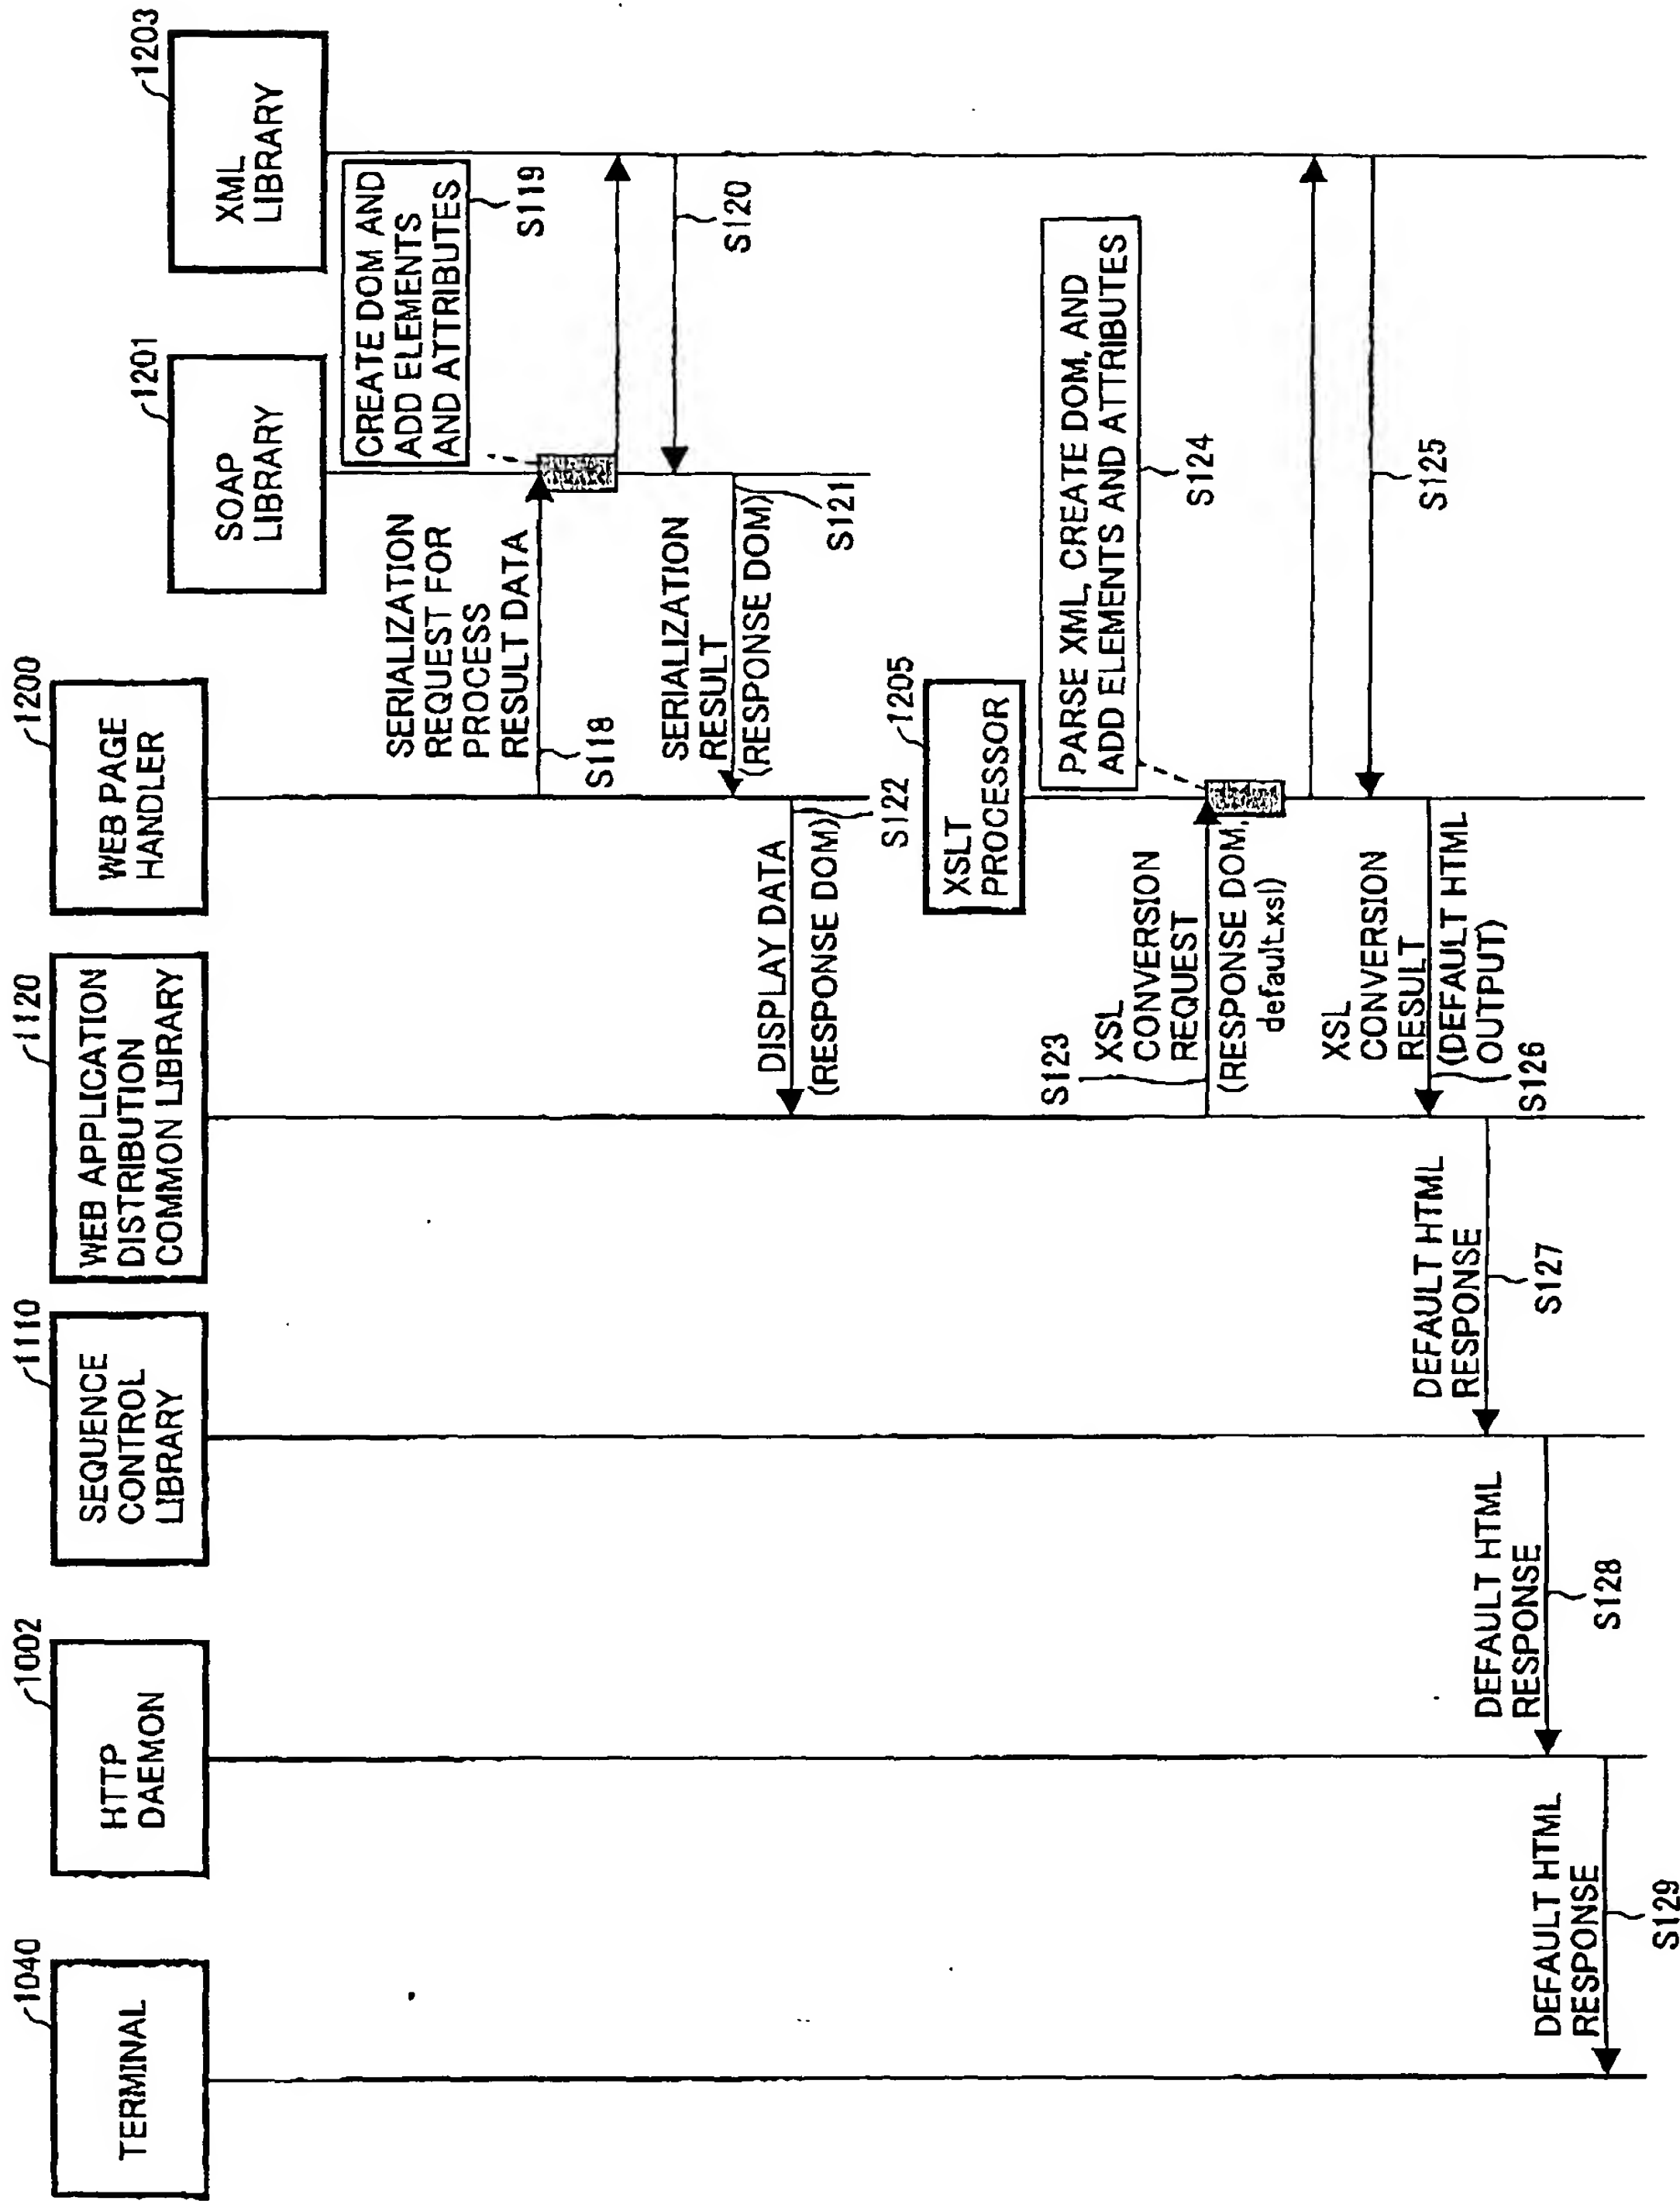 1040
TERMINAL
1002
HTTP
DAEMON
1110
SEQUENCE
CONTROL
LIBRARY
1120
WEB APPLICATION
DISTRIBUTION
COMMON LIBRARY
1200
WEB PAGE
HANDLER
1201
SOAP
LIBRARY
1203
XML
LIBRARY
CREATE DOM AND
ADD ELEMENTS
AND ATTRIBUTES
S119
SERIALIZATION
REQUEST FOR
PROCESS
RESULT DATA
S118
S120
SERIALIZATION
RESULT
(RESPONSE DOM)
S121
DISPLAY DATA
(RESPONSE DOM)
S122
1205
XSLT
PROCESSOR
PARSE XML, CREATE DOM, AND
ADD ELEMENTS AND ATTRIBUTES
S124
S123
XSL
CONVERSION
REQUEST
(RESPONSE DOM,
default.xsl)
S125
XSL
CONVERSION
RESULT
(DEFAULT HTML
OUTPUT)
S126
DEFAULT HTML
RESPONSE
S127
DEFAULT HTML
RESPONSE
S128
DEFAULT HTML
RESPONSE
S129